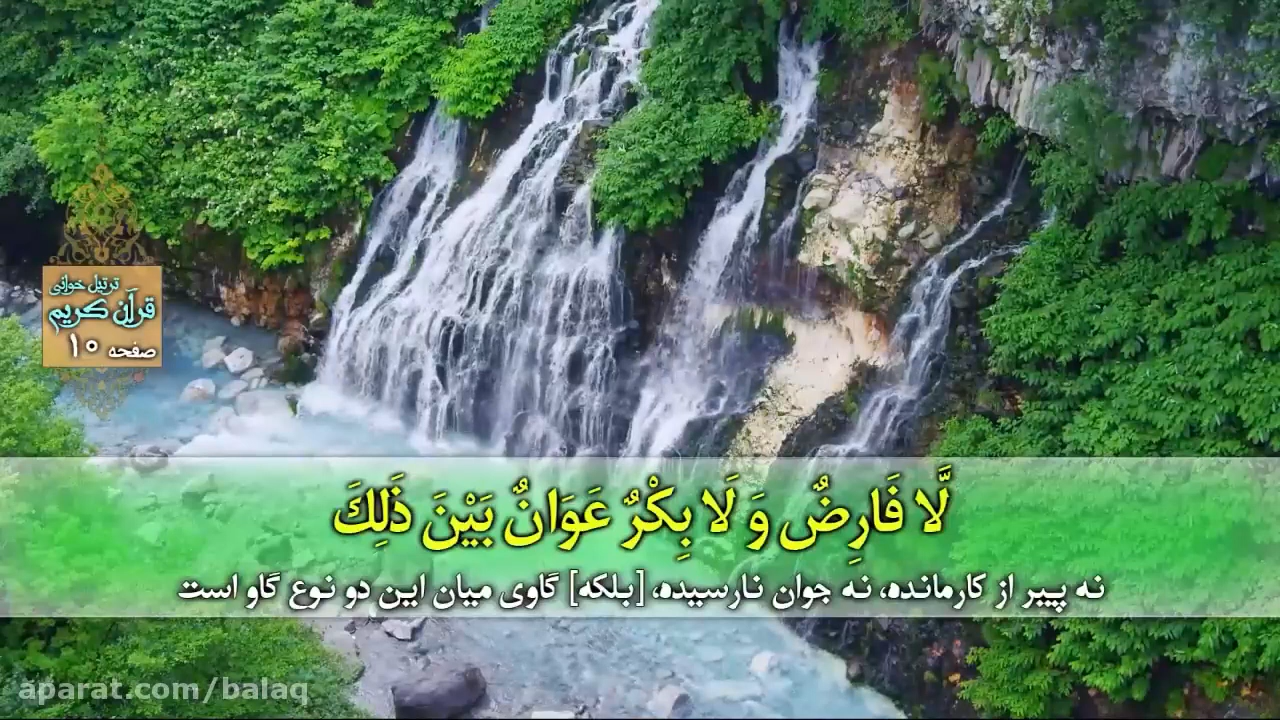 ترتیل خوانی
قرآن کریم
صفحه ۱۰
لَّا فَارِضٌ وَ لَا بِكْرٌ عَوَانٌ بَيْنَ ذَلِكَ
نه پیر از کارمانده، نه جوان نارسیده، [بلکه] گاوی میان این دو نوع گاو است
aparat.com/balaq